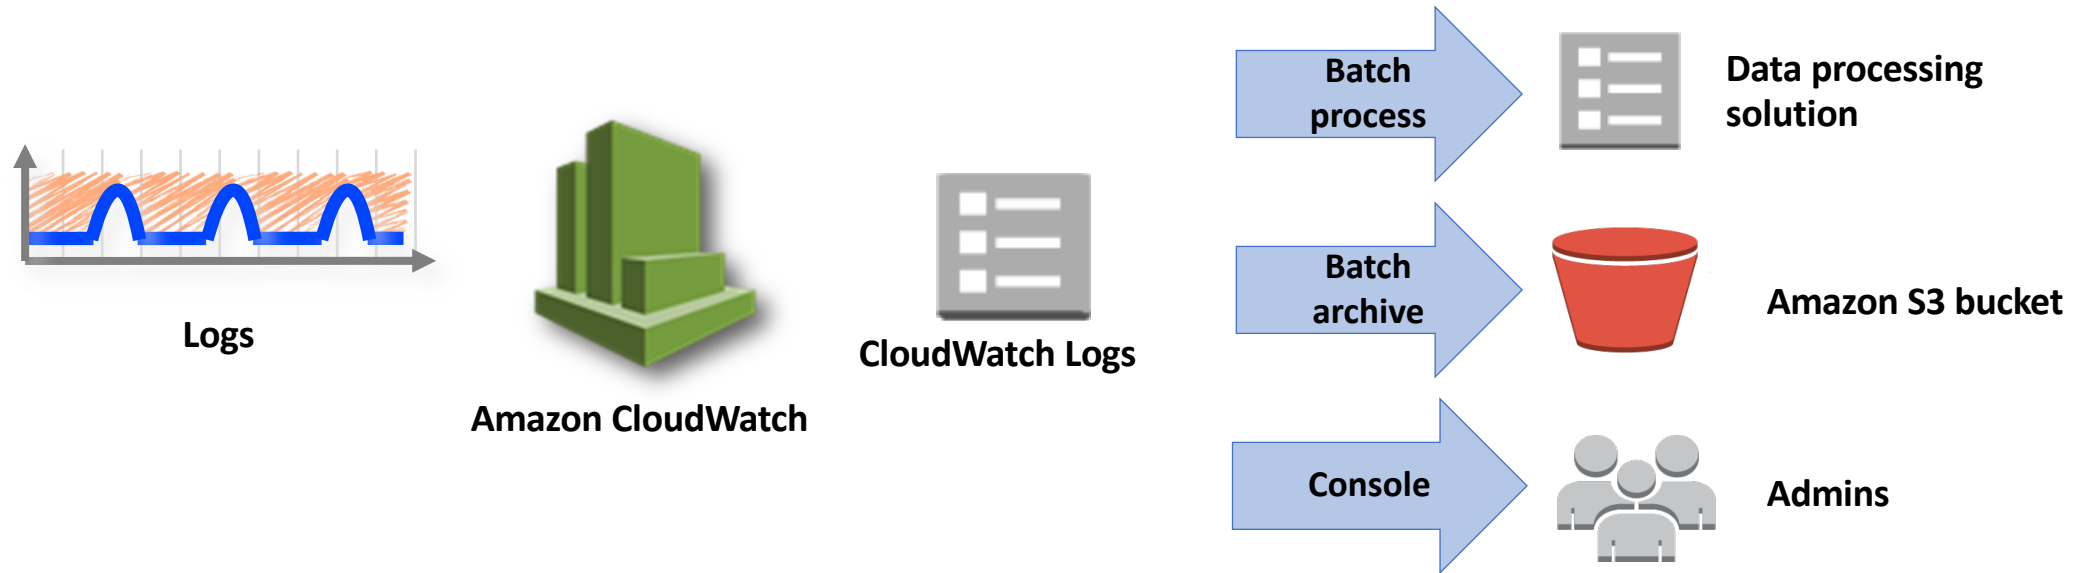 Logs
Amazon CloudWatch
CloudWatch Logs
Batch
process
Data processing
solution
Batch
archive
Amazon S3 bucket
Console
Admins